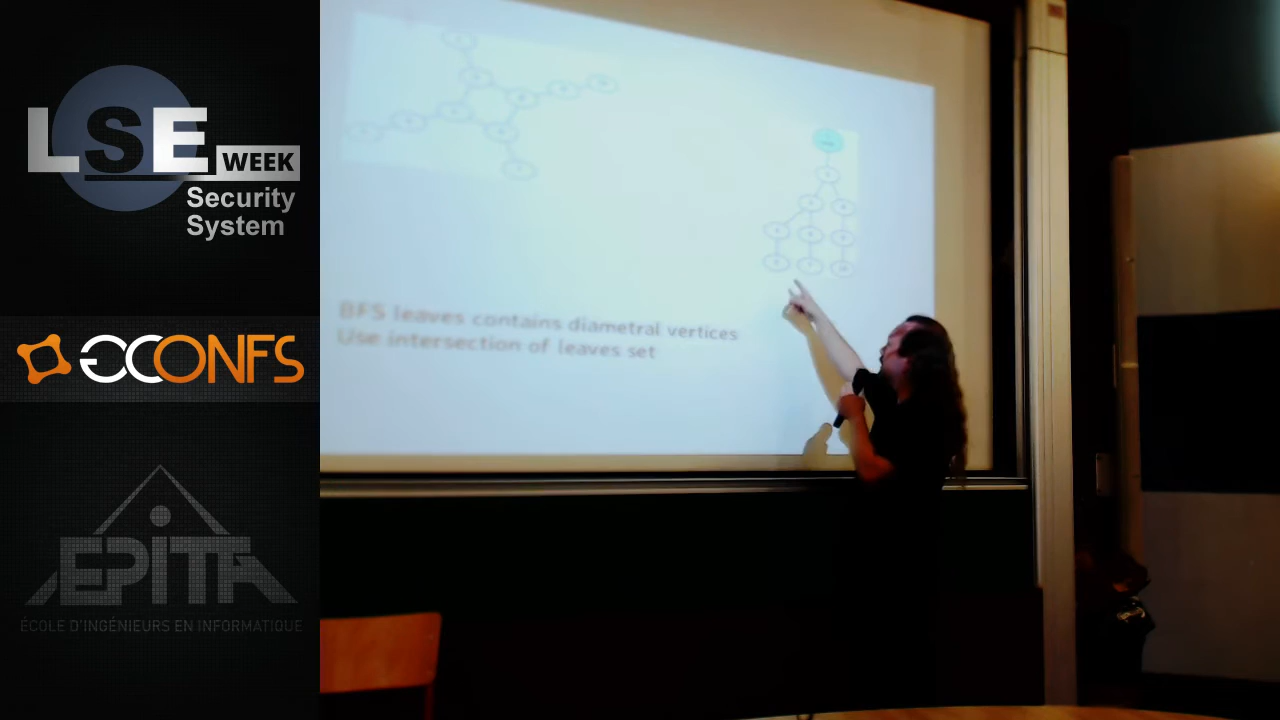 LSE
WEEK
Security
System
GCONFS
EPITA
ÉCOLE D'INGÉNIEURS EN INFORMATIQUE
BFS leaves contains diametral vertices
Use intersection of leaves set